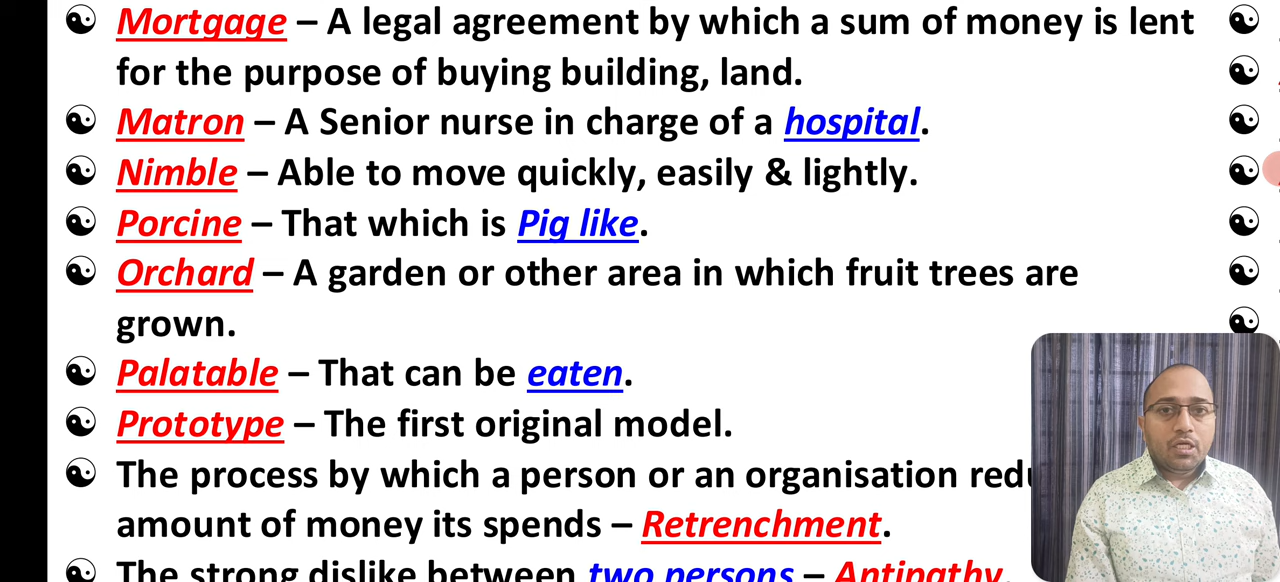 Mortgage – A legal agreement by which a sum of money is lent
for the purpose of buying building, land.
Matron – A Senior nurse in charge of a hospital.
Nimble – Able to move quickly, easily & lightly.
Porcine – That which is Pig like.
Orchard – A garden or other area in which fruit trees are
grown.
Palatable – That can be eaten.
Prototype – The first original model.
The process by which a person or an organisation
amount of money its spends – Retrenchment.
The strong dislike between two persons – Antipathy.